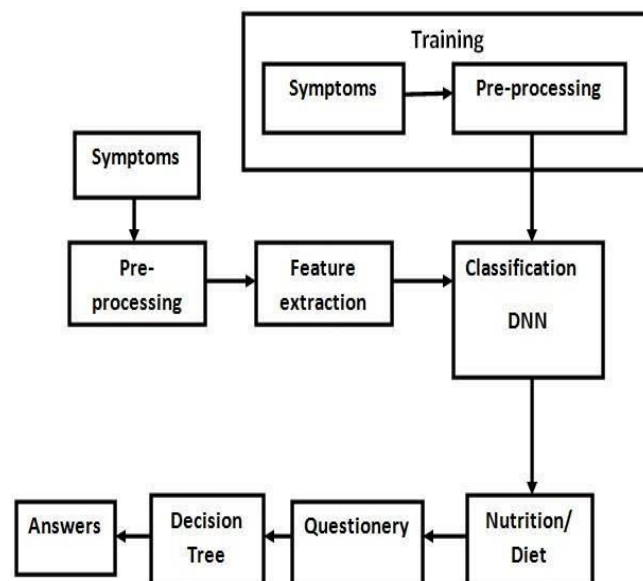 Training
Symptoms
Pre-processing
Symptoms
Pre-
processing
Feature
extraction
Classification
DNN
Answers
Decision
Tree
Questionery
Nutrition/
Diet